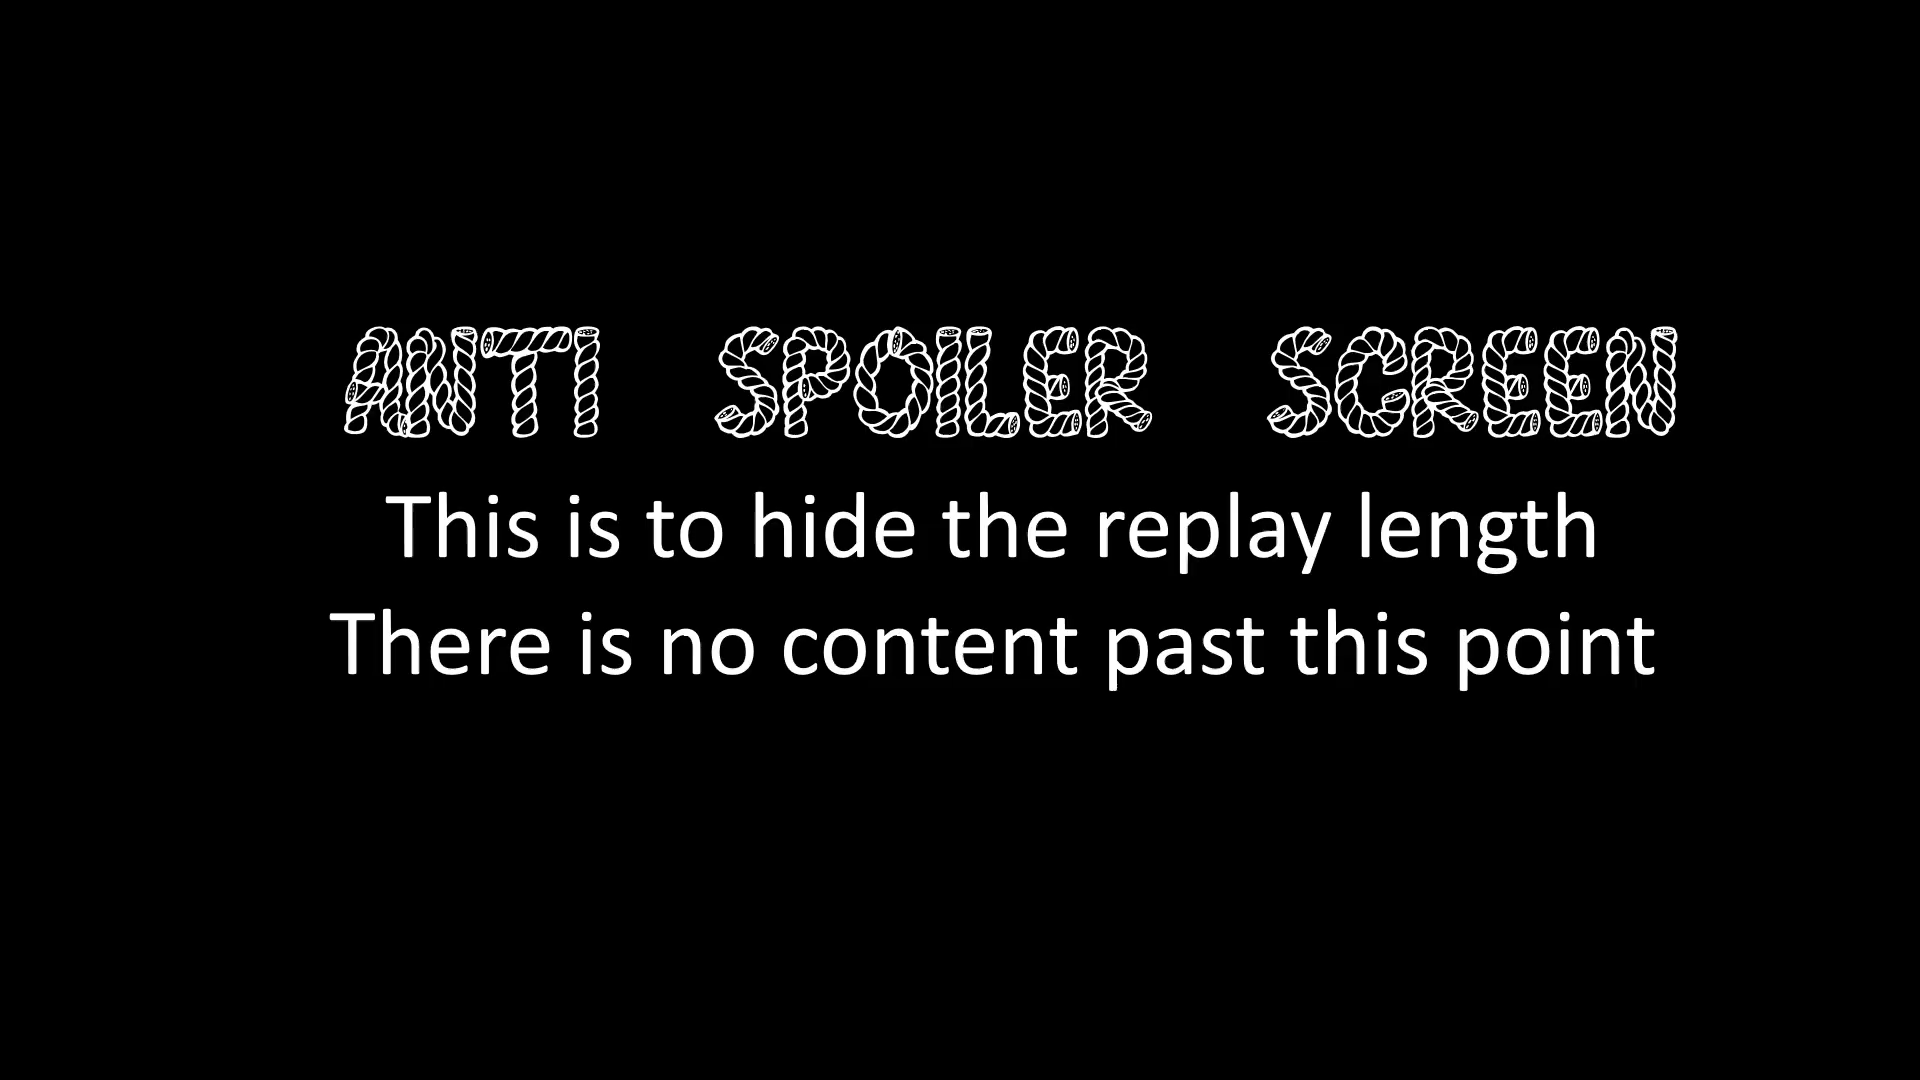 ANTI SPOILER SCREEN
This is to hide the replay length
There is no content past this point